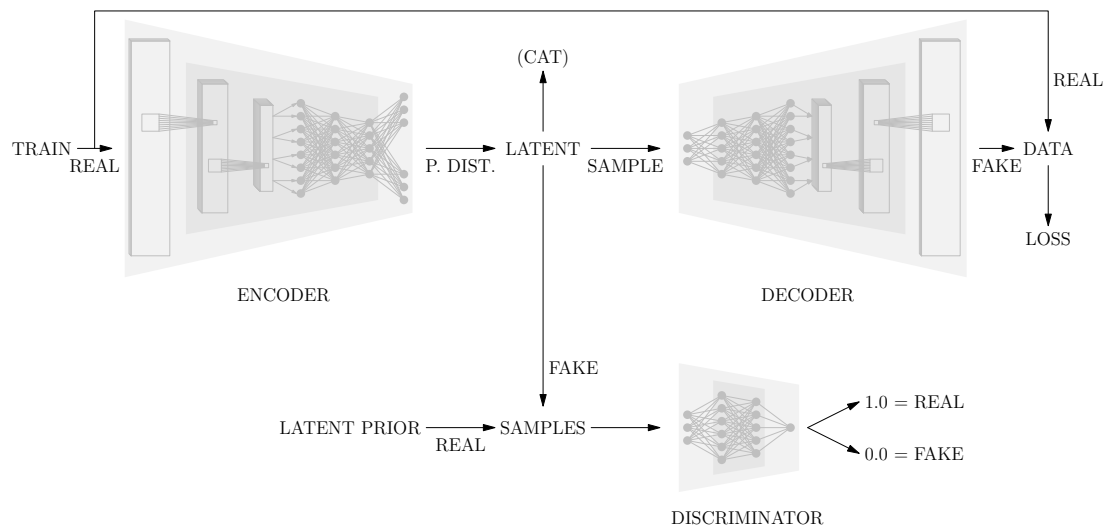 (CAT)
REAL
TRAIN
REAL
P. DIST.
LATENT
SAMPLE
FAKE
DATA
LOSS
ENCODER
DECODER
FAKE
LATENT PRIOR
REAL
SAMPLES
1.0 = REAL
0.0 = FAKE
DISCRIMINATOR